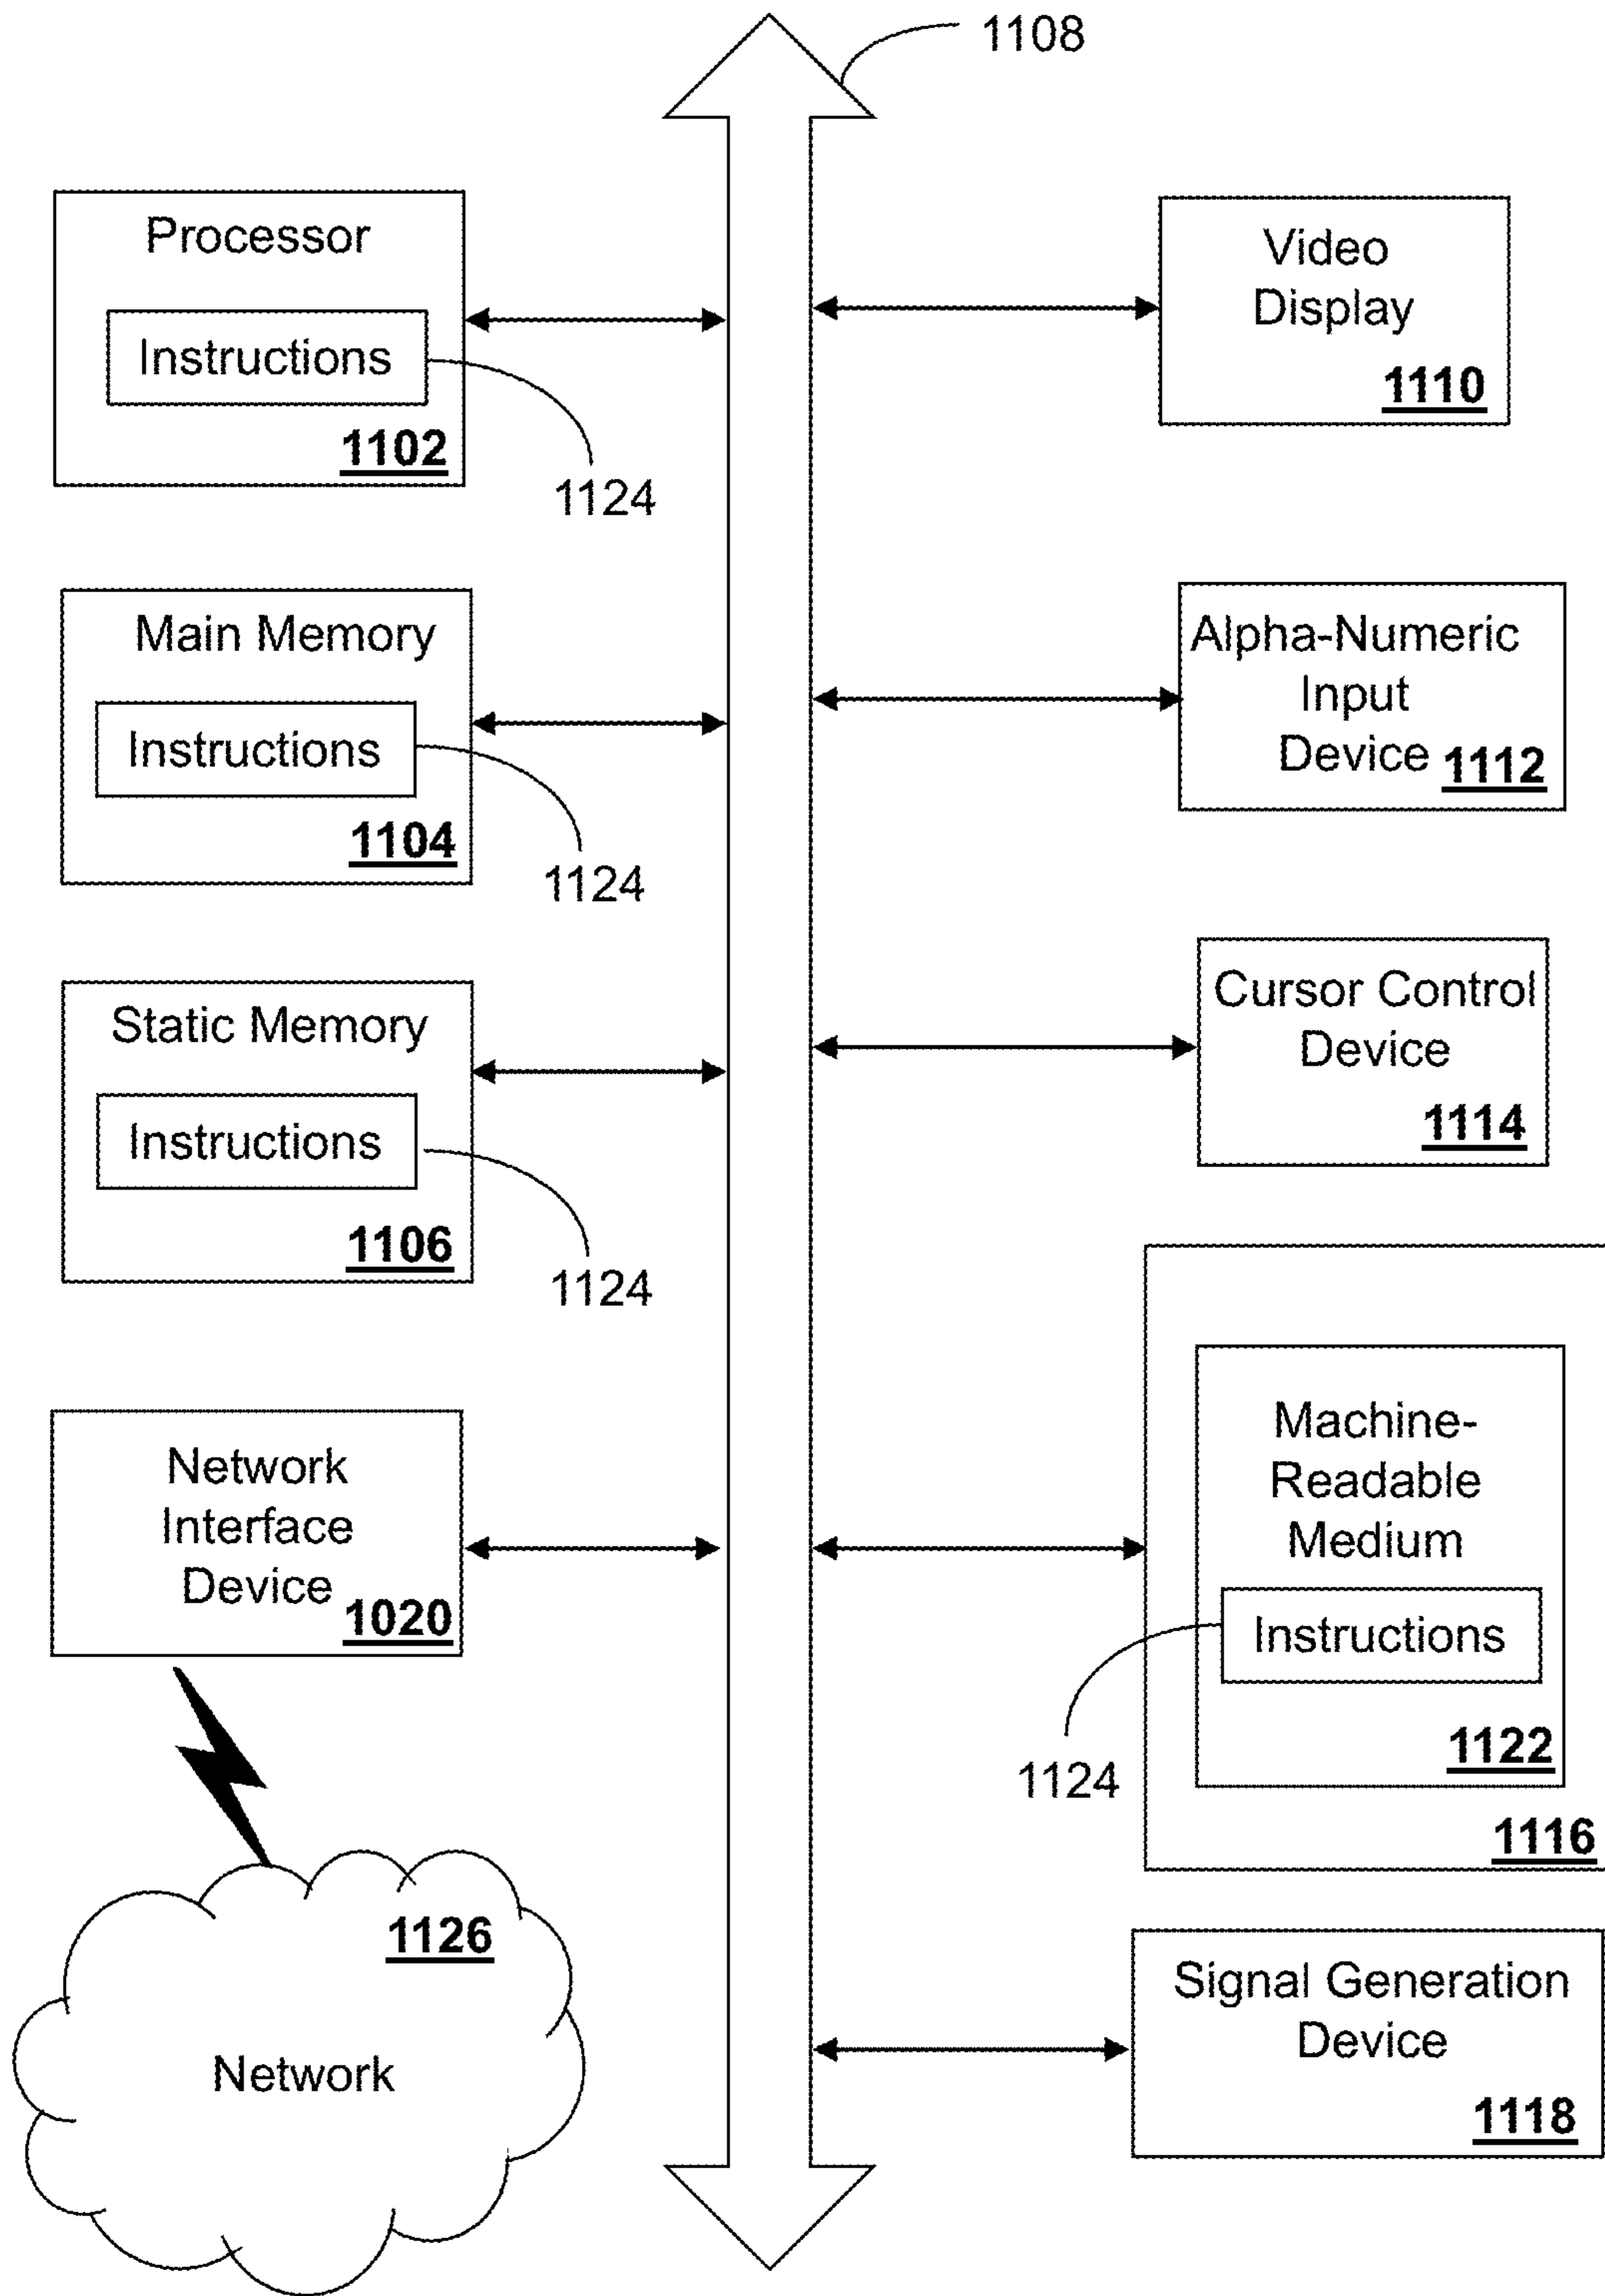 1108
Processor
Instructions
1102
1124
Main Memory
Instructions
1104
1124
Static Memory
Instructions
1106
1124
Network
Interface
Device
1020
1126
Network
Video
Display
1110
Alpha-Numeric
Input
Device 1112
Cursor Control
Device
1114
Machine-
Readable
Medium
Instructions
1122
1124
1116
Signal Generation
Device
1118